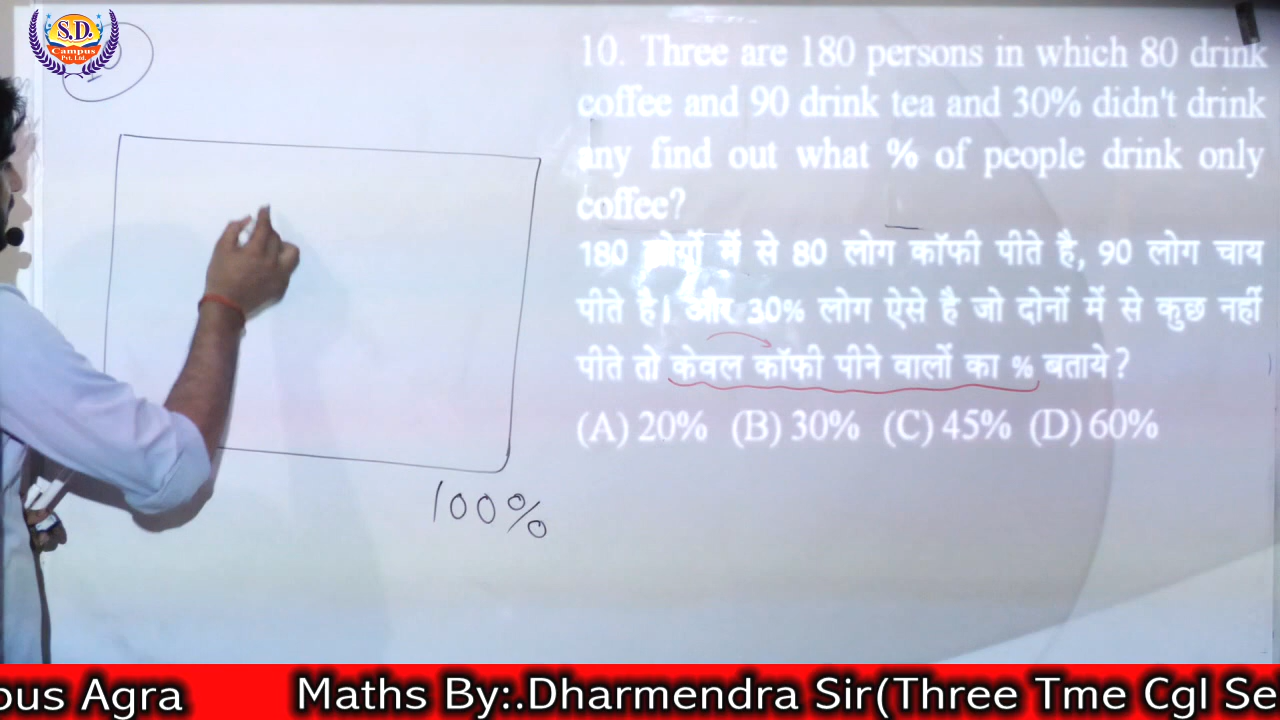 S.D.
Campus
Pvt. Ltd.
10. Three are 180 persons in which 80 drink
coffee and 90 drink tea and 30% didn't drink
any find out what % of people drink only
coffee?
180 लोगों में से 80 लोग कॉफी पीते है, 90 लोग चाय
पीते है। और 30% लोग ऐसे है जो दोनों में से कुछ नहीं
पीते तो केवल कॉफी पीने वालों का % बताये?
(A) 20% (B) 30% (C) 45% (D) 60%
100%
pus Agra Maths By:.Dharmendra Sir(Three Tme Cgl Se